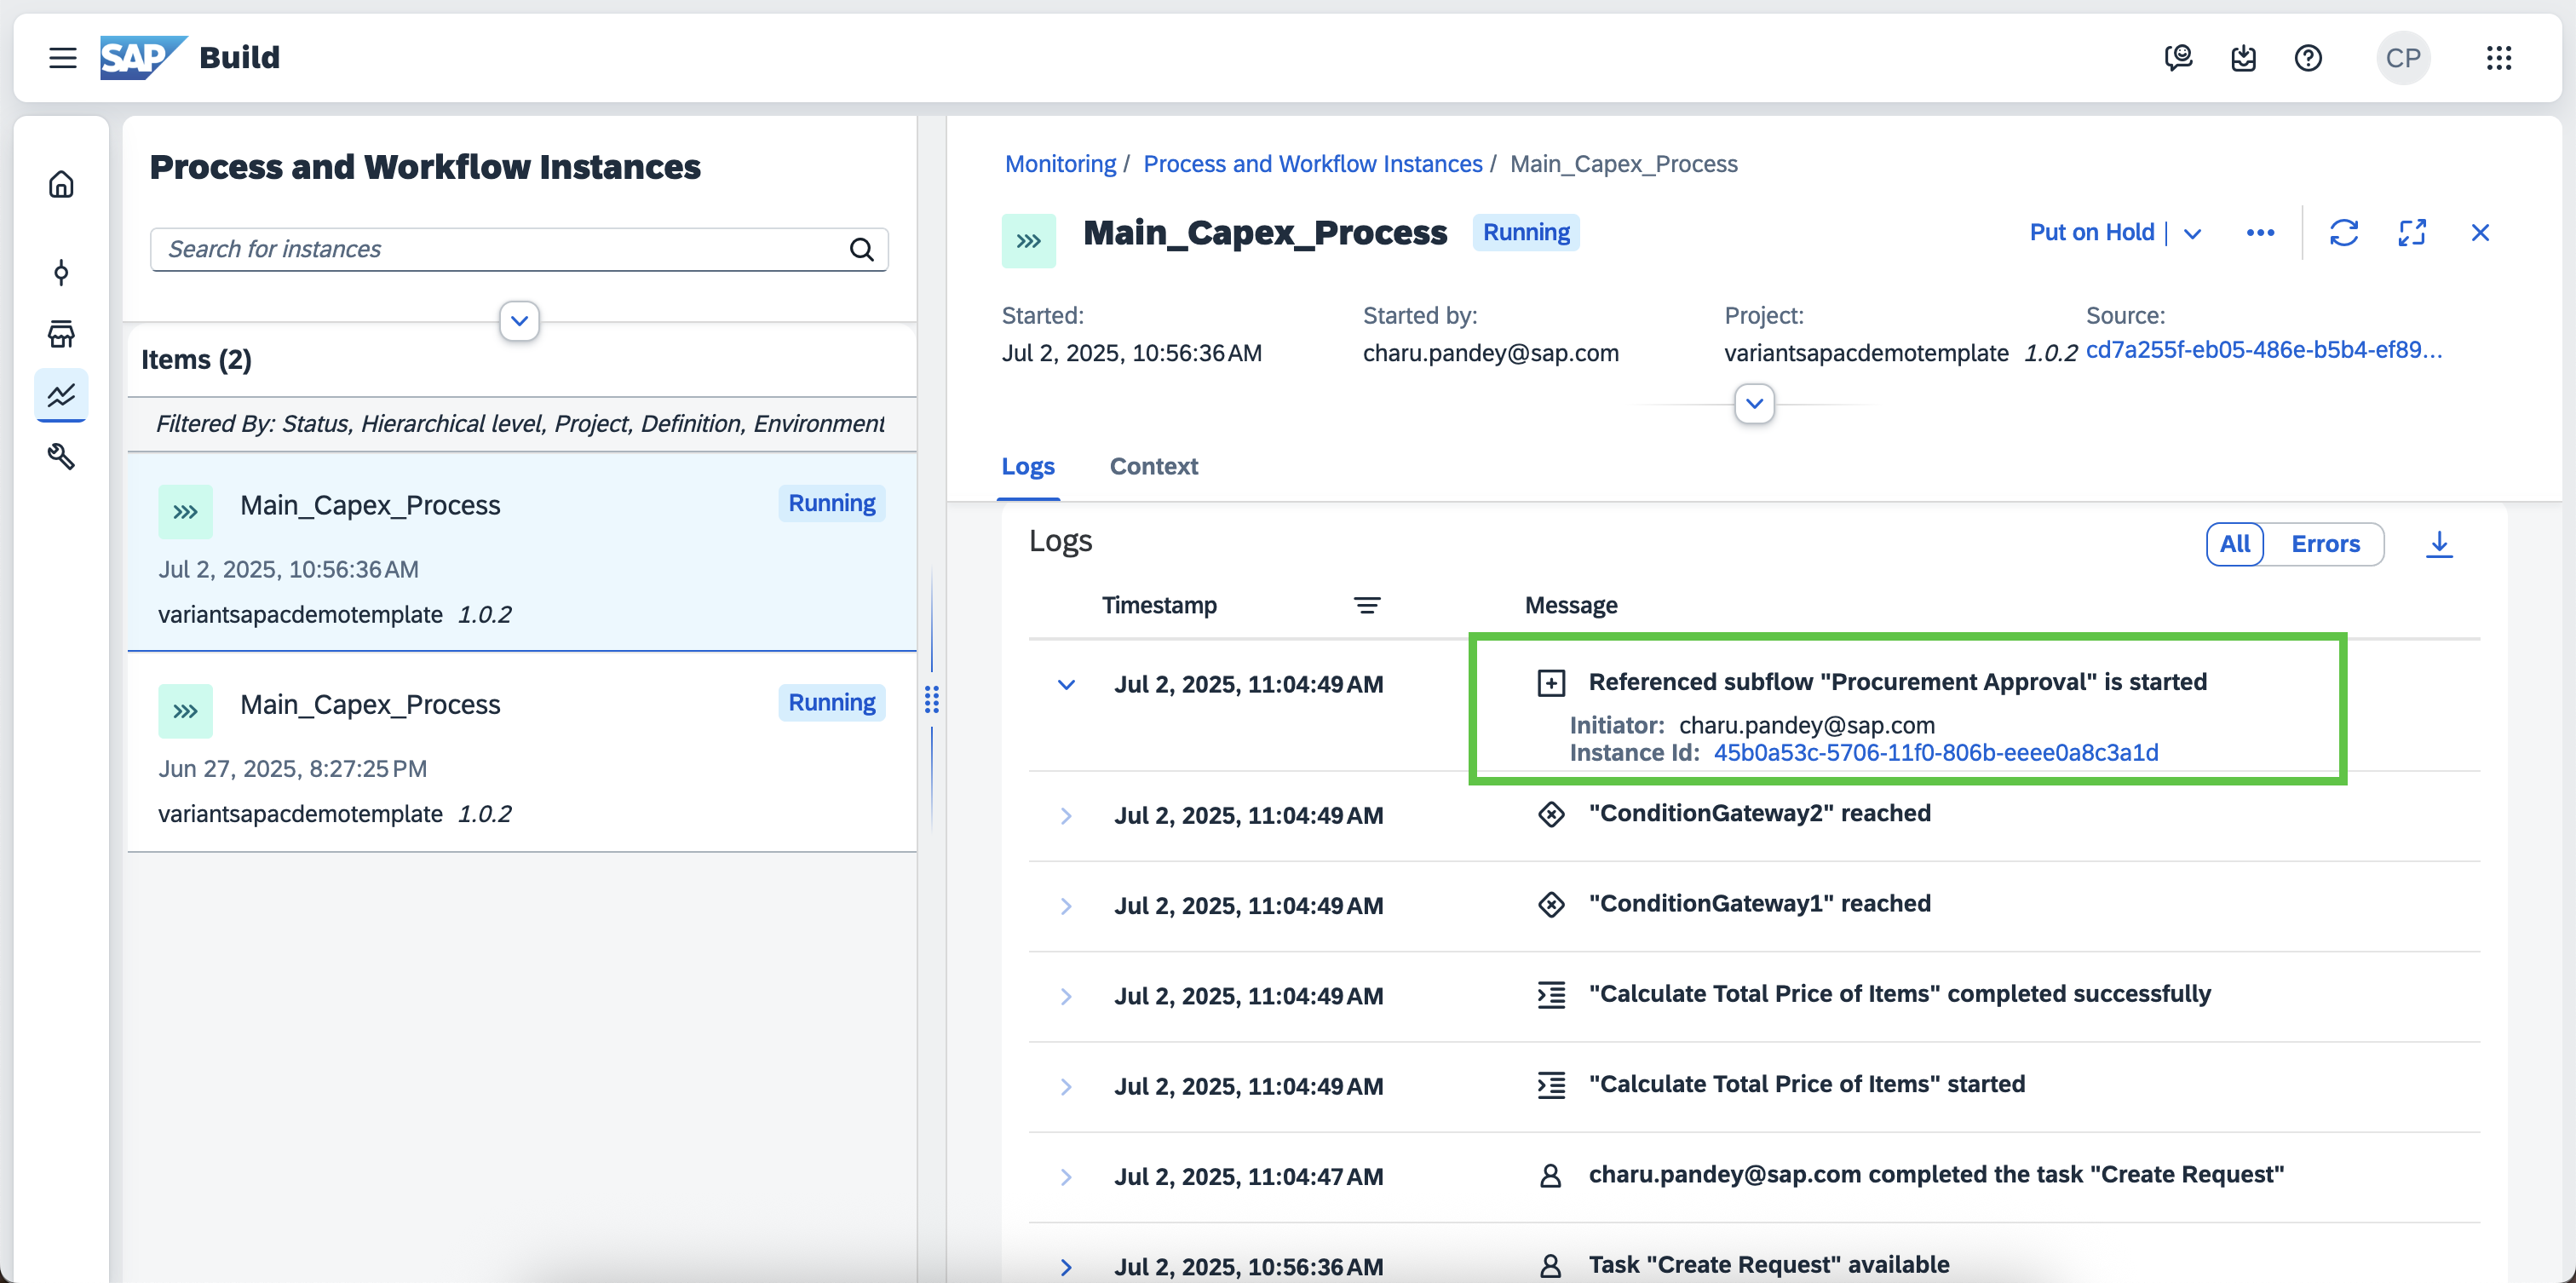 SAP Build
CP
Process and Workflow Instances
Search for instances
Items (2)
Filtered By: Status, Hierarchical level, Project, Definition, Environment
Main_Capex_Process Running
Jul 2, 2025, 10:56:36 AM
variantsapacdemotemplate 1.0.2
Main_Capex_Process Running
Jun 27, 2025, 8:27:25 PM
variantsapacdemotemplate 1.0.2
Monitoring / Process and Workflow Instances / Main_Capex_Process
Main_Capex_Process Running Put on Hold
Started: Started by: Project: Source:
Jul 2, 2025, 10:56:36 AM charu.pandey@sap.com variantsapacdemotemplate 1.0.2 cd7a255f-eb05-486e-b5b4-ef89...
Logs Context
Logs All Errors
Timestamp Message
Jul 2, 2025, 11:04:49 AM Referenced subflow "Procurement Approval" is started
Initiator: charu.pandey@sap.com
Instance Id: 45b0a53c-5706-11f0-806b-eeee0a8c3a1d
Jul 2, 2025, 11:04:49 AM "ConditionGateway2" reached
Jul 2, 2025, 11:04:49 AM "ConditionGateway1" reached
Jul 2, 2025, 11:04:49 AM "Calculate Total Price of Items" completed successfully
Jul 2, 2025, 11:04:49 AM "Calculate Total Price of Items" started
Jul 2, 2025, 11:04:47 AM charu.pandey@sap.com completed the task "Create Request"
Jul 2, 2025, 10:56:36 AM Task "Create Request" available